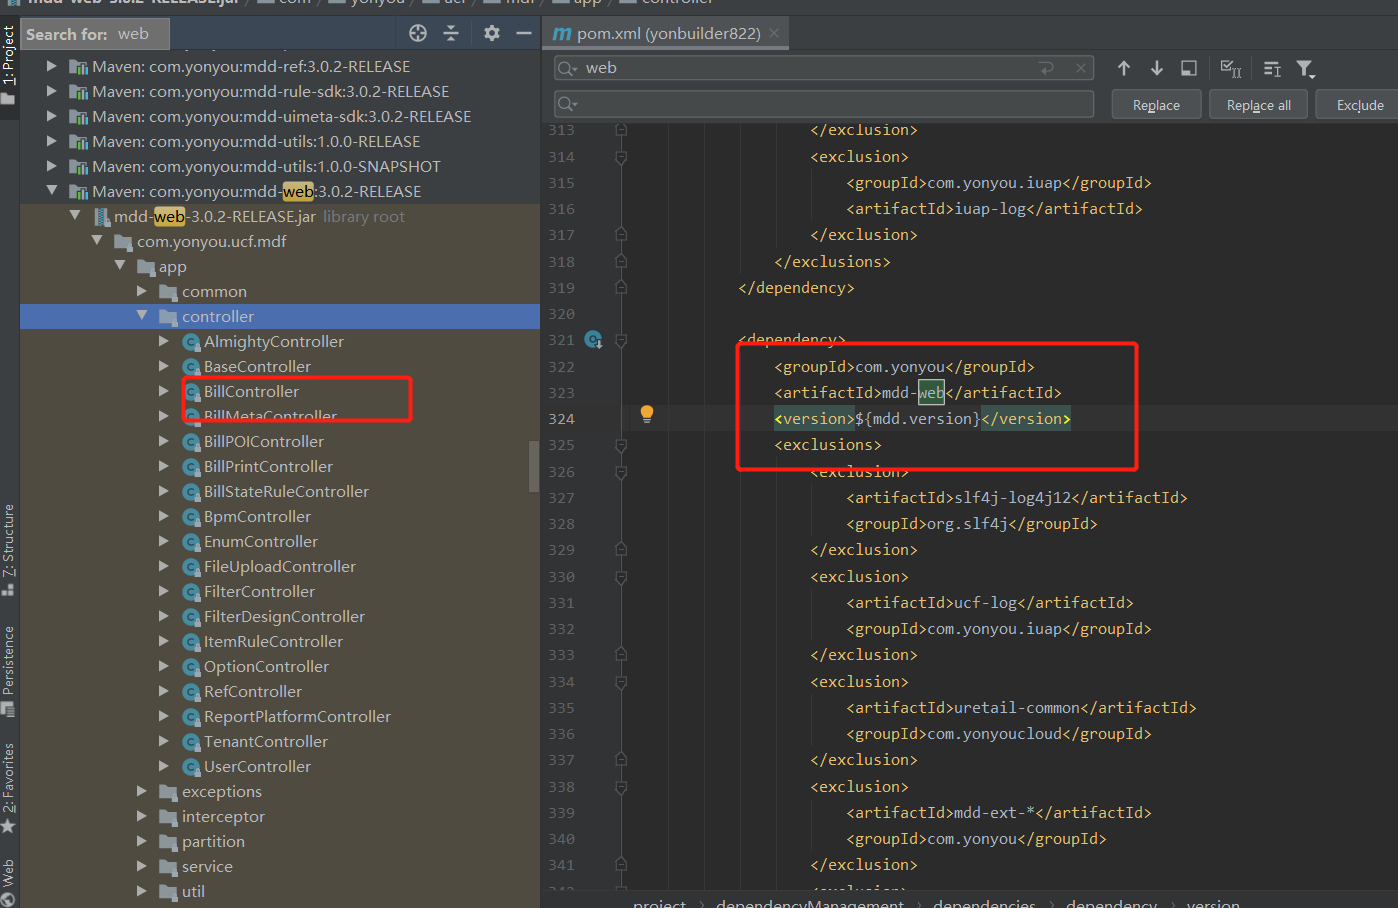 mdd-web-3.0.2-RELEASE.jar com yonyou ucf mdf app controller
Search for: web
1: Project
Maven: com.yonyou:mdd-ref:3.0.2-RELEASE
Maven: com.yonyou:mdd-rule-sdk:3.0.2-RELEASE
Maven: com.yonyou:mdd-uimeta-sdk:3.0.2-RELEASE
Maven: com.yonyou:mdd-utils:1.0.0-RELEASE
Maven: com.yonyou:mdd-utils:1.0.0-SNAPSHOT
Maven: com.yonyou:mdd-web:3.0.2-RELEASE
mdd-web-3.0.2-RELEASE.jar library root
com.yonyou.ucf.mdf
app
common
controller
AlmightyController
BaseController
BillController
BillMetaController
BillPOIController
BillPrintController
BillStateRuleController
BpmController
EnumController
FileUploadController
FilterController
FilterDesignController
ItemRuleController
OptionController
RefController
ReportPlatformController
TenantController
UserController
exceptions
interceptor
partition
service
util
7: Structure
Persistence
2: Favorites
Web
pom.xml (yonbuilder822)
web
Replace Replace all Exclude
313 </exclusion>
314 <exclusion>
315 <groupId>com.yonyou.iuap</groupId>
316 <artifactId>iuap-log</artifactId>
317 </exclusion>
318 </exclusions>
319 </dependency>
320
321 <dependency>
322 <groupId>com.yonyou</groupId>
323 <artifactId>mdd-web</artifactId>
324 <version>${mdd.version}</version>
325 <exclusions>
326 <exclusion>
327 <artifactId>slf4j-log4j12</artifactId>
328 <groupId>org.slf4j</groupId>
329 </exclusion>
330 <exclusion>
331 <artifactId>ucf-log</artifactId>
332 <groupId>com.yonyou.iuap</groupId>
333 </exclusion>
334 <exclusion>
335 <artifactId>uretail-common</artifactId>
336 <groupId>com.yonyoucloud</groupId>
337 </exclusion>
338 <exclusion>
339 <artifactId>mdd-ext-*</artifactId>
340 <groupId>com.yonyou</groupId>
341 </exclusion>
342 <exclusion>
project › dependencyManagement › dependencies › dependency › version